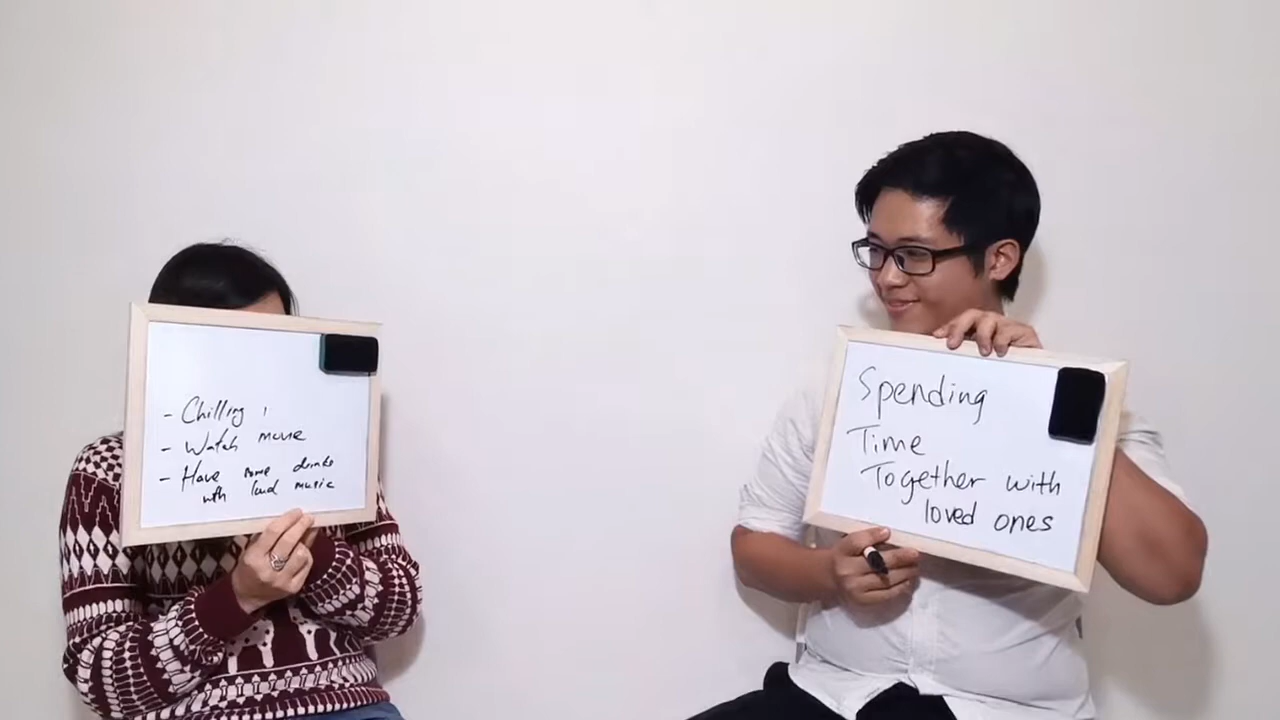 - Chilling
- Watch movie
- Have some drinks
with loud music
Spending
Time
Together with
loved ones